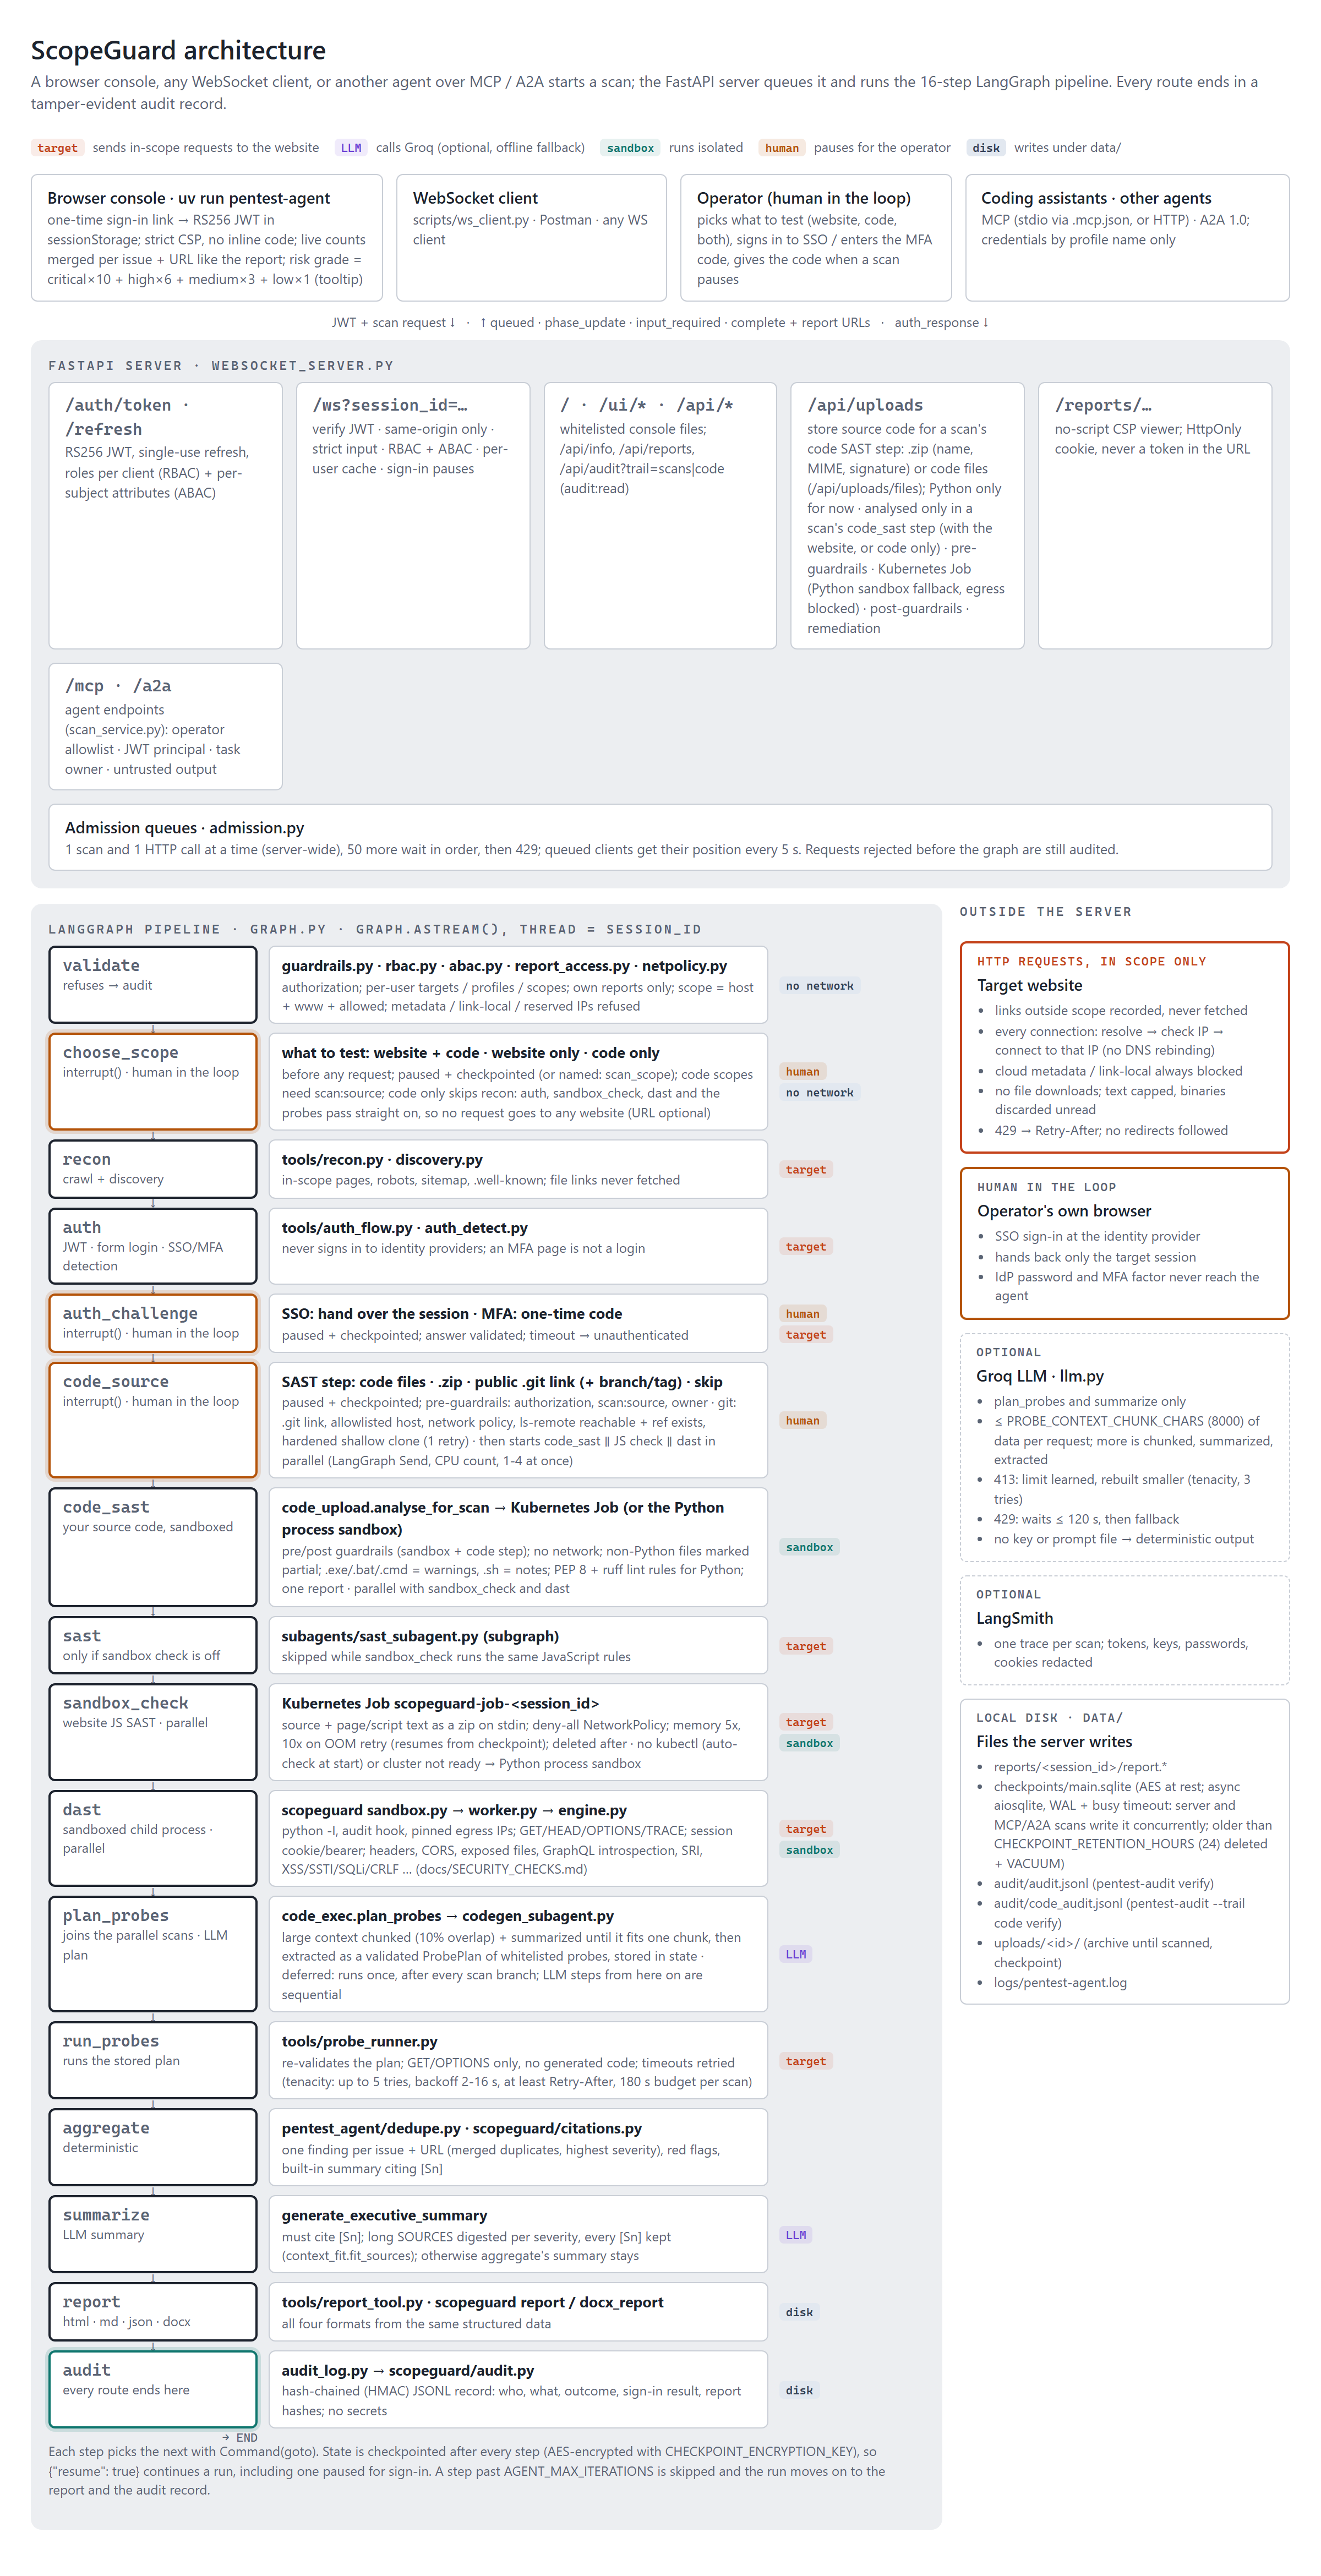 ScopeGuard architecture
A browser console, any WebSocket client, or another agent over MCP / A2A starts a scan; the FastAPI server queues it and runs the 16-step LangGraph pipeline. Every route ends in a
tamper-evident audit record.
target sends in-scope requests to the website LLM calls Groq (optional, offline fallback) sandbox runs isolated human pauses for the operator disk writes under data/
Browser console · uv run pentest-agent
one-time sign-in link → RS256 JWT in
sessionStorage; strict CSP, no inline code; live counts
merged per issue + URL like the report; risk grade =
critical×10 + high×6 + medium×3 + low×1 (tooltip)
WebSocket client
scripts/ws_client.py · Postman · any WS
client
Operator (human in the loop)
picks what to test (website, code,
both), signs in to SSO / enters the MFA
code, gives the code when a scan
pauses
Coding assistants · other agents
MCP (stdio via .mcp.json, or HTTP) · A2A 1.0;
credentials by profile name only
JWT + scan request ↓ · ↑ queued · phase_update · input_required · complete + report URLs · auth_response ↓
FASTAPI SERVER · WEBSOCKET_SERVER.PY
/auth/token ·
/refresh
RS256 JWT, single-use refresh,
roles per client (RBAC) + per-
subject attributes (ABAC)
/ws?session_id=…
verify JWT · same-origin only ·
strict input · RBAC + ABAC · per-
user cache · sign-in pauses
/ · /ui/* · /api/*
whitelisted console files;
/api/info, /api/reports,
/api/audit?trail=scans|code
(audit:read)
/api/uploads
store source code for a scan's
code SAST step: .zip (name,
MIME, signature) or code files
(/api/uploads/files); Python only
for now · analysed only in a
scan's code_sast step (with the
website, or code only) · pre-
guardrails · Kubernetes Job
(Python sandbox fallback, egress
blocked) · post-guardrails ·
remediation
/reports/…
no-script CSP viewer; HttpOnly
cookie, never a token in the URL
/mcp · /a2a
agent endpoints
(scan_service.py): operator
allowlist · JWT principal · task
owner · untrusted output
Admission queues · admission.py
1 scan and 1 HTTP call at a time (server-wide), 50 more wait in order, then 429; queued clients get their position every 5 s. Requests rejected before the graph are still audited.
LANGGRAPH PIPELINE · GRAPH.PY · GRAPH.ASTREAM(), THREAD = SESSION_ID
validate
refuses → audit
guardrails.py · rbac.py · abac.py · report_access.py · netpolicy.py
authorization; per-user targets / profiles / scopes; own reports only; scope = host
+ www + allowed; metadata / link-local / reserved IPs refused
no network
choose_scope
interrupt() · human in the loop
what to test: website + code · website only · code only
before any request; paused + checkpointed (or named: scan_scope); code scopes
need scan:source; code only skips recon: auth, sandbox_check, dast and the
probes pass straight on, so no request goes to any website (URL optional)
human
no network
recon
crawl + discovery
tools/recon.py · discovery.py
in-scope pages, robots, sitemap, .well-known; file links never fetched
target
auth
JWT · form login · SSO/MFA
detection
tools/auth_flow.py · auth_detect.py
never signs in to identity providers; an MFA page is not a login
target
auth_challenge
interrupt() · human in the loop
SSO: hand over the session · MFA: one-time code
paused + checkpointed; answer validated; timeout → unauthenticated
human
target
code_source
interrupt() · human in the loop
SAST step: code files · .zip · public .git link (+ branch/tag) · skip
paused + checkpointed; pre-guardrails: authorization, scan:source, owner · git:
.git link, allowlisted host, network policy, ls-remote reachable + ref exists,
hardened shallow clone (1 retry) · then starts code_sast ∥ JS check ∥ dast in
parallel (LangGraph Send, CPU count, 1-4 at once)
human
code_sast
your source code, sandboxed
code_upload.analyse_for_scan → Kubernetes Job (or the Python
process sandbox)
pre/post guardrails (sandbox + code step); no network; non-Python files marked
partial; .exe/.bat/.cmd = warnings, .sh = notes; PEP 8 + ruff lint rules for Python;
one report · parallel with sandbox_check and dast
sandbox
sast
only if sandbox check is off
subagents/sast_subagent.py (subgraph)
skipped while sandbox_check runs the same JavaScript rules
target
sandbox_check
website JS SAST · parallel
Kubernetes Job scopeguard-job-<session_id>
source + page/script text as a zip on stdin; deny-all NetworkPolicy; memory 5x,
10x on OOM retry (resumes from checkpoint); deleted after · no kubectl (auto-
check at start) or cluster not ready → Python process sandbox
target
sandbox
dast
sandboxed child process ·
parallel
scopeguard sandbox.py → worker.py → engine.py
python -I, audit hook, pinned egress IPs; GET/HEAD/OPTIONS/TRACE; session
cookie/bearer; headers, CORS, exposed files, GraphQL introspection, SRI,
XSS/SSTI/SQLi/CRLF ... (docs/SECURITY_CHECKS.md)
target
sandbox
plan_probes
joins the parallel scans · LLM
plan
code_exec.plan_probes → codegen_subagent.py
large context chunked (10% overlap) + summarized until it fits one chunk, then
extracted as a validated ProbePlan of whitelisted probes, stored in state ·
deferred: runs once, after every scan branch; LLM steps from here on are
sequential
LLM
run_probes
runs the stored plan
tools/probe_runner.py
re-validates the plan; GET/OPTIONS only, no generated code; timeouts retried
(tenacity: up to 5 tries, backoff 2-16 s, at least Retry-After, 180 s budget per scan)
target
aggregate
deterministic
pentest_agent/dedupe.py · scopeguard/citations.py
one finding per issue + URL (merged duplicates, highest severity), red flags,
built-in summary citing [Sn]
summarize
LLM summary
generate_executive_summary
must cite [Sn]; long SOURCES digested per severity, every [Sn] kept
(context_fit.fit_sources); otherwise aggregate's summary stays
LLM
report
html · md · json · docx
tools/report_tool.py · scopeguard report / docx_report
all four formats from the same structured data
disk
audit
every route ends here
audit_log.py → scopeguard/audit.py
hash-chained (HMAC) JSONL record: who, what, outcome, sign-in result, report
hashes; no secrets
disk
→ END
Each step picks the next with Command(goto). State is checkpointed after every step (AES-encrypted with CHECKPOINT_ENCRYPTION_KEY), so
{"resume": true} continues a run, including one paused for sign-in. A step past AGENT_MAX_ITERATIONS is skipped and the run moves on to the
report and the audit record.
OUTSIDE THE SERVER
HTTP REQUESTS, IN SCOPE ONLY
Target website
• links outside scope recorded, never fetched
• every connection: resolve → check IP →
connect to that IP (no DNS rebinding)
• cloud metadata / link-local always blocked
• no file downloads; text capped, binaries
discarded unread
• 429 → Retry-After; no redirects followed
HUMAN IN THE LOOP
Operator's own browser
• SSO sign-in at the identity provider
• hands back only the target session
• IdP password and MFA factor never reach the
agent
OPTIONAL
Groq LLM · llm.py
• plan_probes and summarize only
• ≤ PROBE_CONTEXT_CHUNK_CHARS (8000) of
data per request; more is chunked, summarized,
extracted
• 413: limit learned, rebuilt smaller (tenacity, 3
tries)
• 429: waits ≤ 120 s, then fallback
• no key or prompt file → deterministic output
OPTIONAL
LangSmith
• one trace per scan; tokens, keys, passwords,
cookies redacted
LOCAL DISK · DATA/
Files the server writes
• reports/<session_id>/report.*
• checkpoints/main.sqlite (AES at rest; async
aiosqlite, WAL + busy timeout: server and
MCP/A2A scans write it concurrently; older than
CHECKPOINT_RETENTION_HOURS (24) deleted
+ VACUUM)
• audit/audit.jsonl (pentest-audit verify)
• audit/code_audit.jsonl (pentest-audit --trail
code verify)
• uploads/<id>/ (archive until scanned,
checkpoint)
• logs/pentest-agent.log